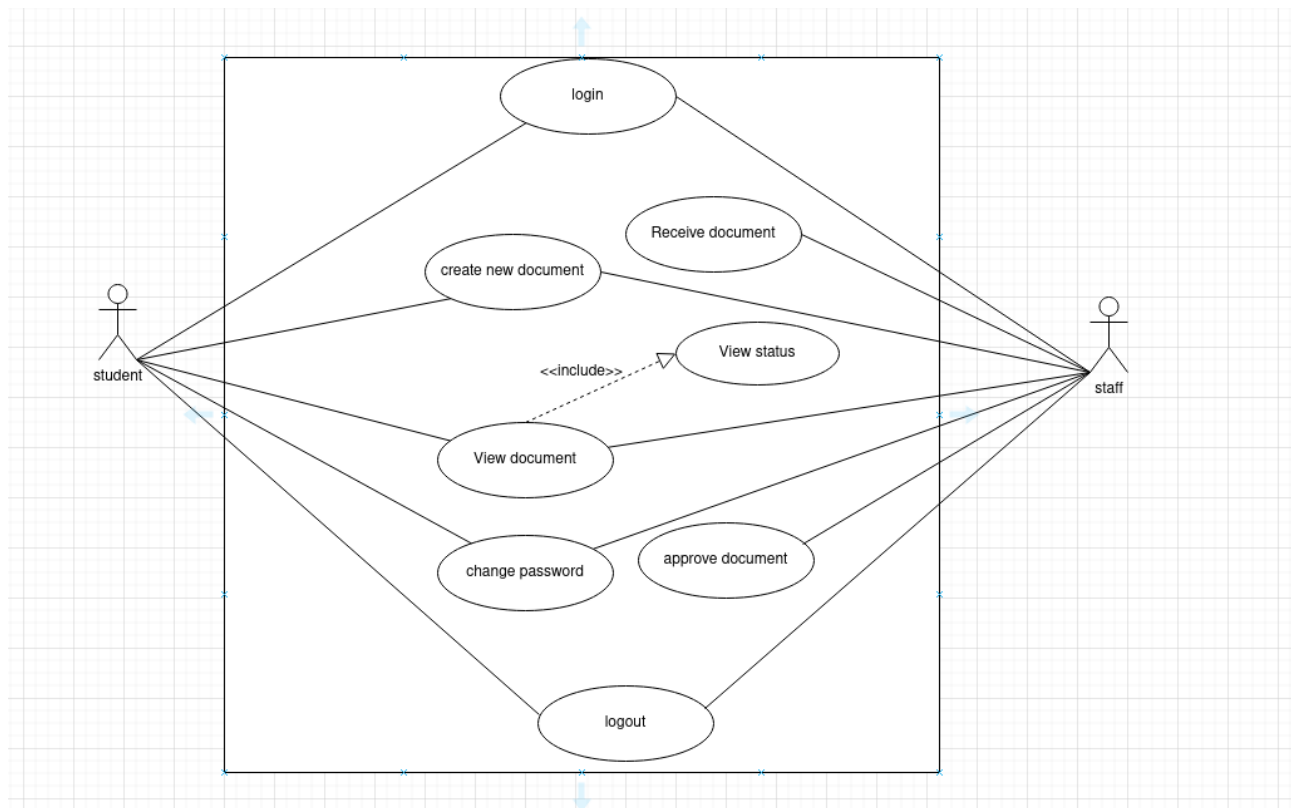 login
Receive document
create new document
View status
<<include>>
student
staff
View document
approve document
change password
logout